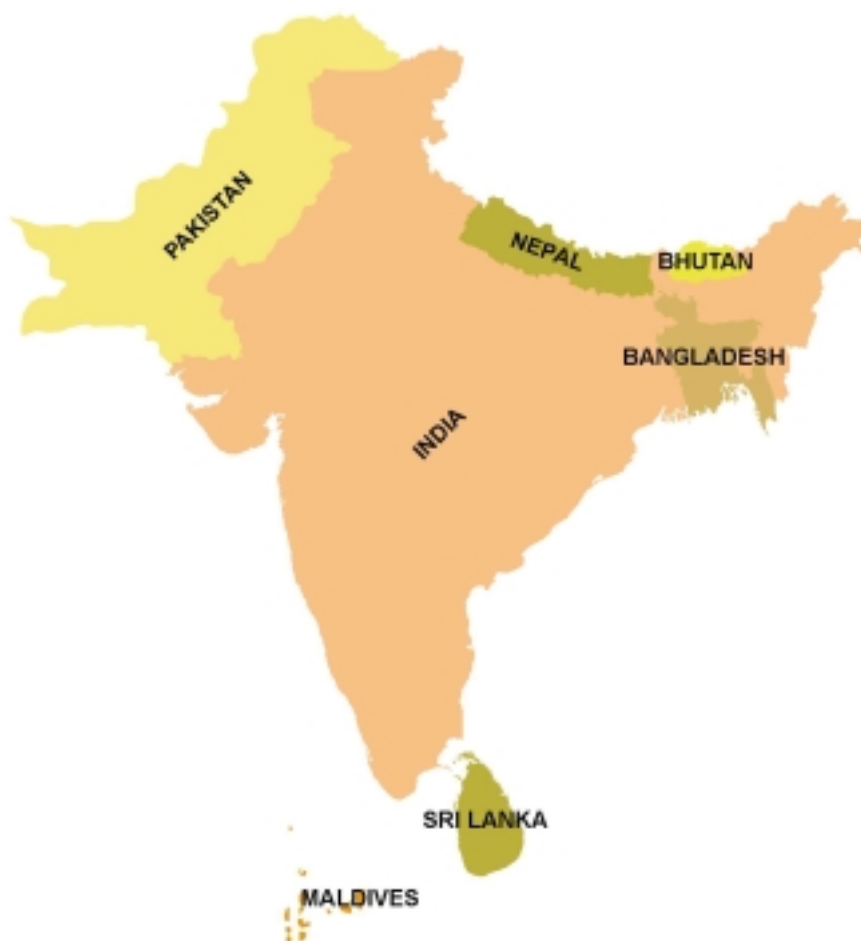 PAKISTAN
NEPAL
BHUTAN
BANGLADESH
INDIA
SRI LANKA
MALDIVES